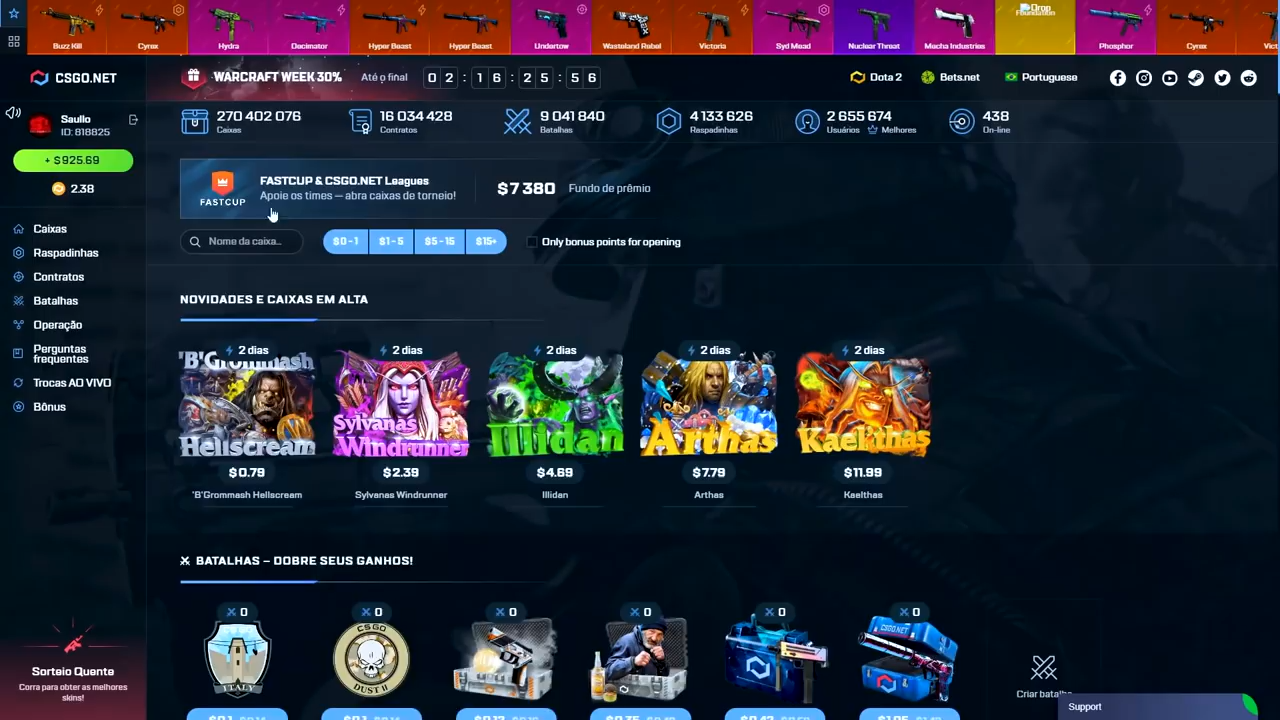 Buzz Kill
Cyrex
Hydra
Decimator
Hyper Beast
Hyper Beast
Undertow
Wasteland Rebel
Victoria
Syd Mead
Nuclear Threat
Mecha Industries
Drop
Foundation
Phosphor
Cyrex
CSGO.NET
WARCRAFT WEEK 30%
Até o final
02:16:25:56
Dota 2
Bets.net
Portuguese
Saullo
ID: 818825
+ $925.69
2.38
270 402 076
Caixas
16 034 428
Contratos
9 041 840
Batalhas
4 133 626
Raspadinhas
2 655 674
Usuários
Melhores
438
On-line
FASTCUP
FASTCUP & CSGO.NET Leagues
Apoie os times — abra caixas de torneio!
$7 380
Fundo de prêmio
Nome da caixa...
$0 - 1
$1 - 5
$5 - 15
$15+
Only bonus points for opening
Caixas
Raspadinhas
Contratos
Batalhas
Operação
Perguntas
frequentes
Trocas AO VIVO
Bônus
NOVIDADES E CAIXAS EM ALTA
2 dias
2 dias
2 dias
2 dias
2 dias
'B'Grommash
Hellscream
Sylvanas
Windrunner
Illidan
Arthas
Kaelthas
$0.79
$2.39
$4.69
$7.79
$11.99
'B'Grommash Hellscream
Sylvanas Windrunner
Illidan
Arthas
Kaelthas
BATALHAS – DOBRE SEUS GANHOS!
0
0
0
0
0
0
ITALY
CSGO
DUST II
CSGO.NET
Criar batalha
Sorteio Quente
Corra para obter as melhores
skins!
Support